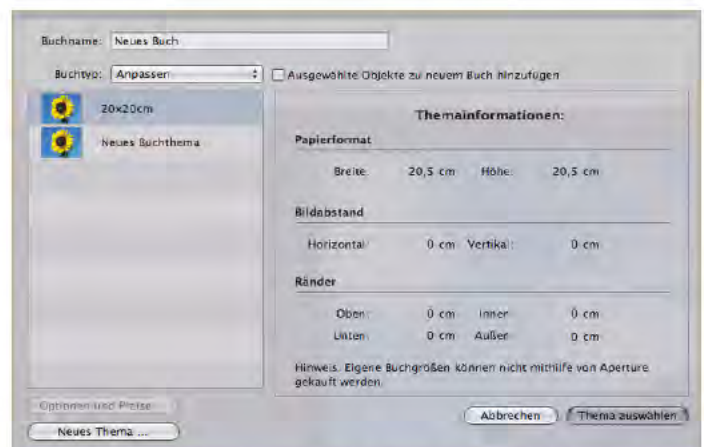 Buchname: Neues Buch
Buchtyp: Anpassen
Ausgewählte Objekte zu neuem Buch hinzufügen
20x20cm
Neues Buchthema
Themainformationen:
Papierformat
Breite: 20,5 cm Höhe: 20,5 cm
Bildabstand
Horizontal: 0 cm Vertikal: 0 cm
Ränder
Oben: 0 cm Innen: 0 cm
Unten: 0 cm Außen: 0 cm
Hinweis: Eigene Buchgrößen können nicht mithilfe von Aperture
gekauft werden.
Optionen und Preise
Abbrechen Thema auswählen
Neues Thema ...